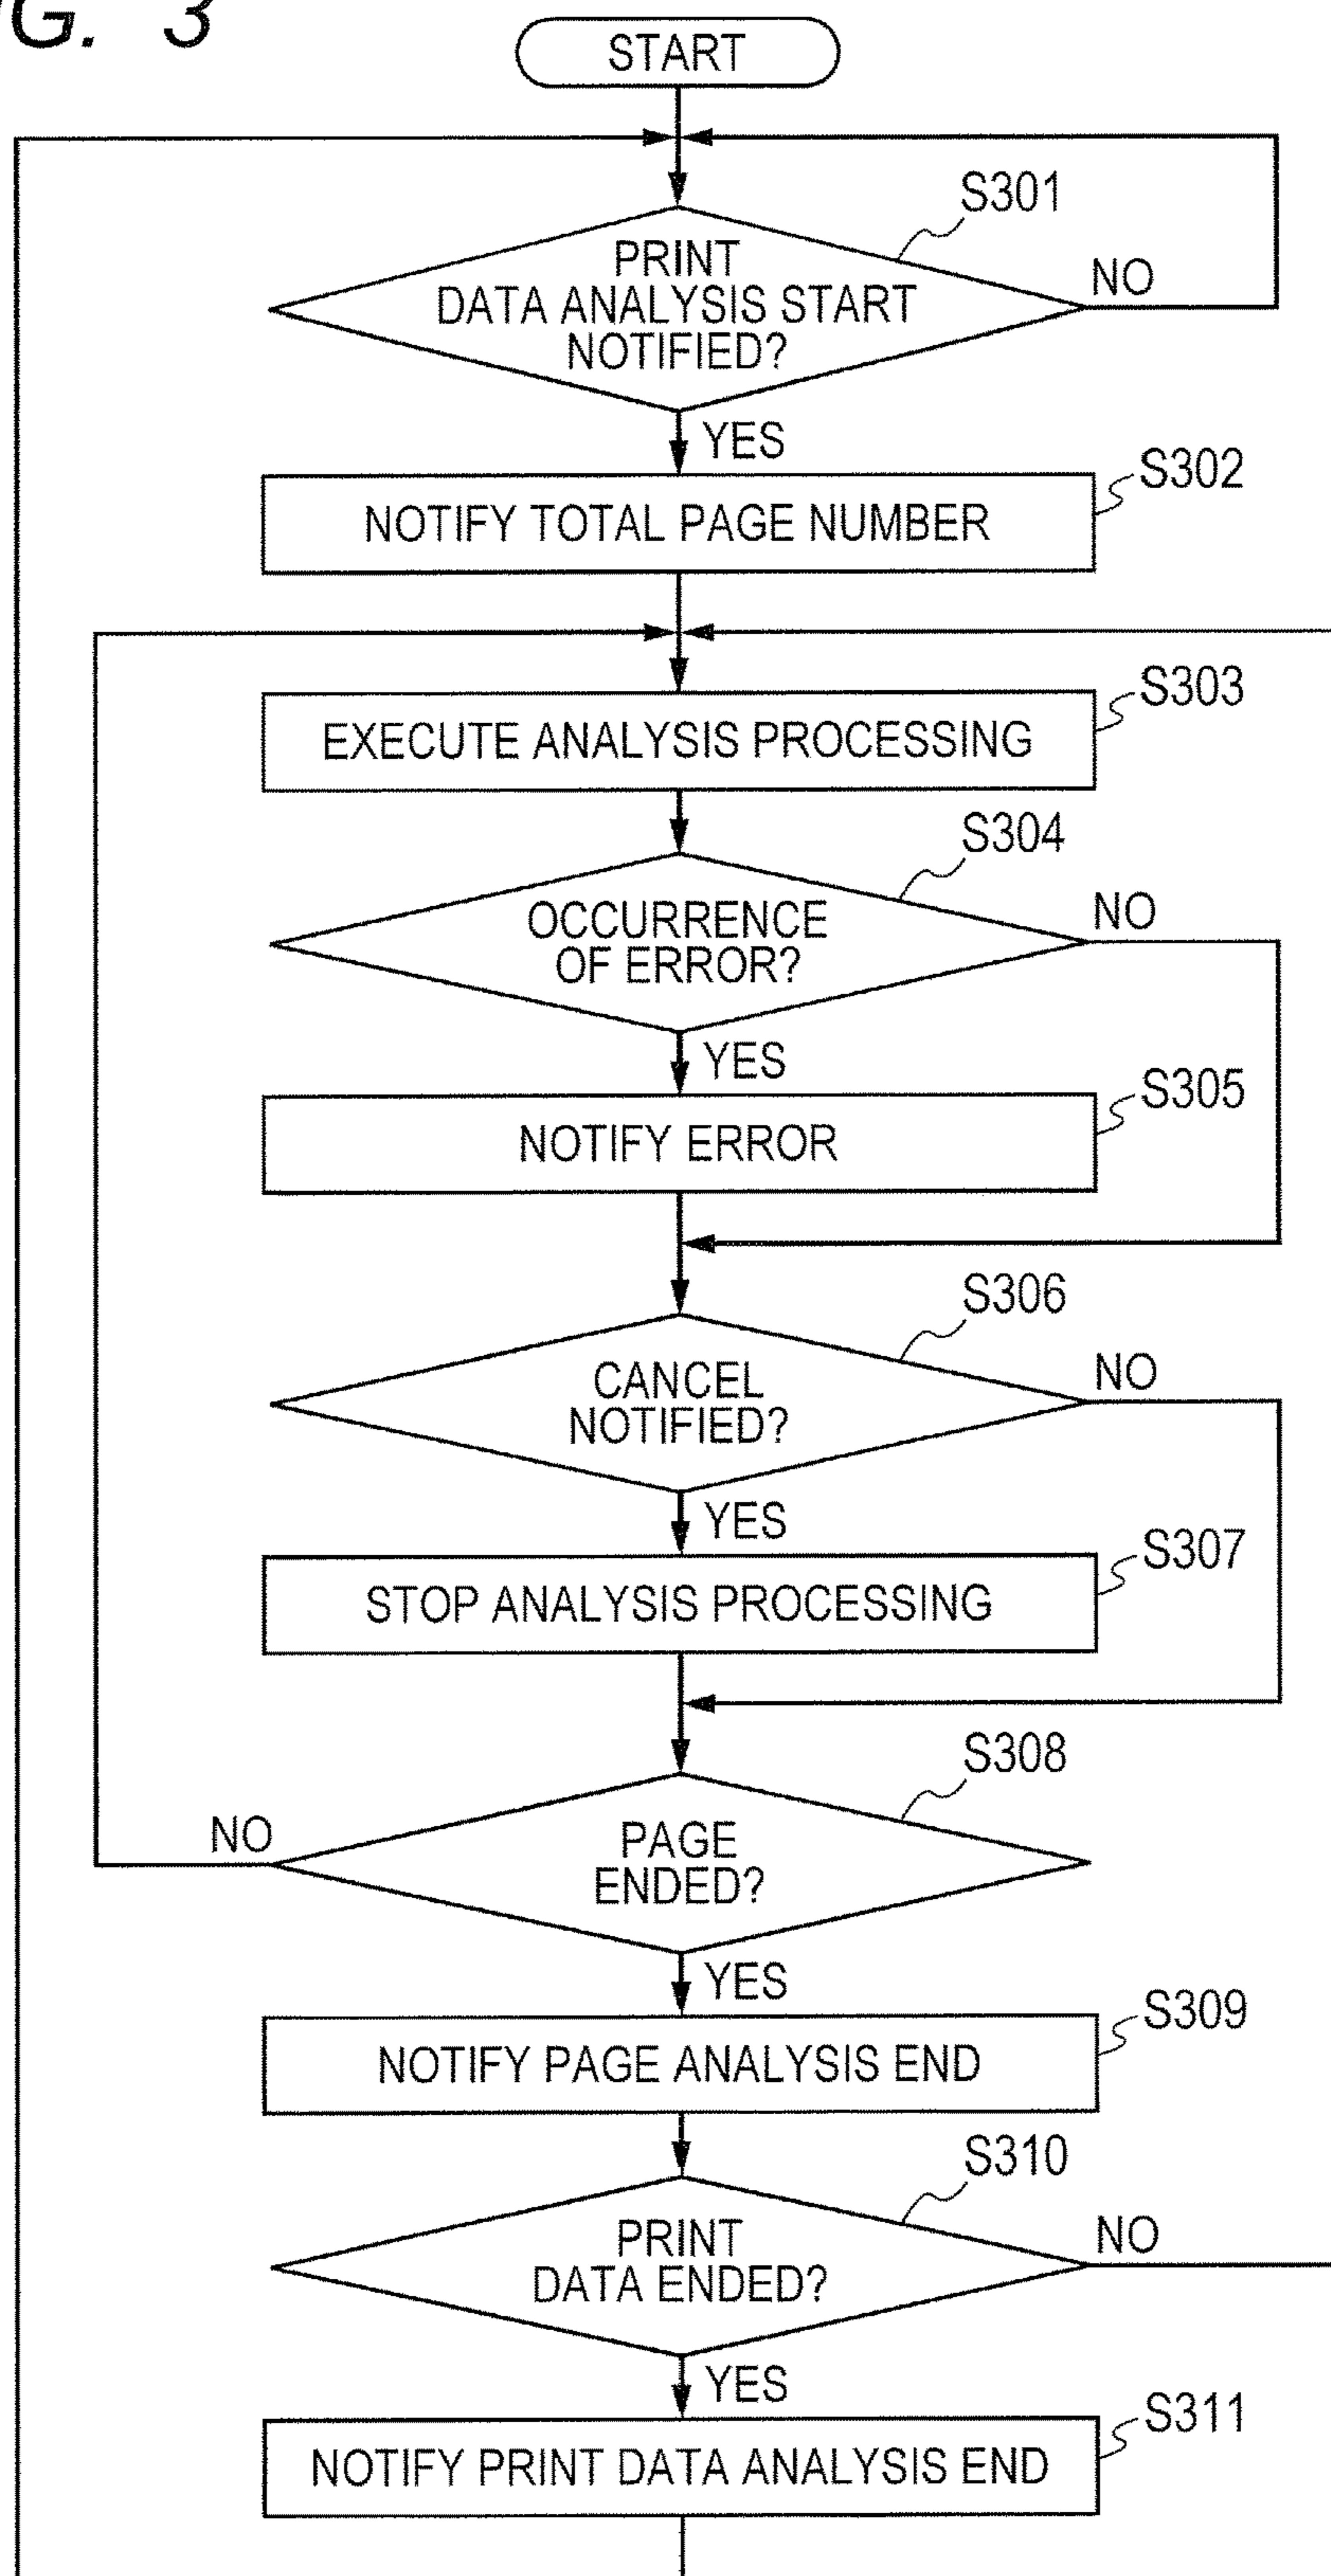 G. 3
START
S301
PRINT
DATA ANALYSIS START
NOTIFIED?
NO
YES
S302
NOTIFY TOTAL PAGE NUMBER
S303
EXECUTE ANALYSIS PROCESSING
S304
OCCURRENCE
OF ERROR?
NO
YES
S305
NOTIFY ERROR
S306
CANCEL
NOTIFIED?
NO
YES
S307
STOP ANALYSIS PROCESSING
S308
NO
PAGE
ENDED?
YES
S309
NOTIFY PAGE ANALYSIS END
S310
PRINT
DATA ENDED?
NO
YES
S311
NOTIFY PRINT DATA ANALYSIS END